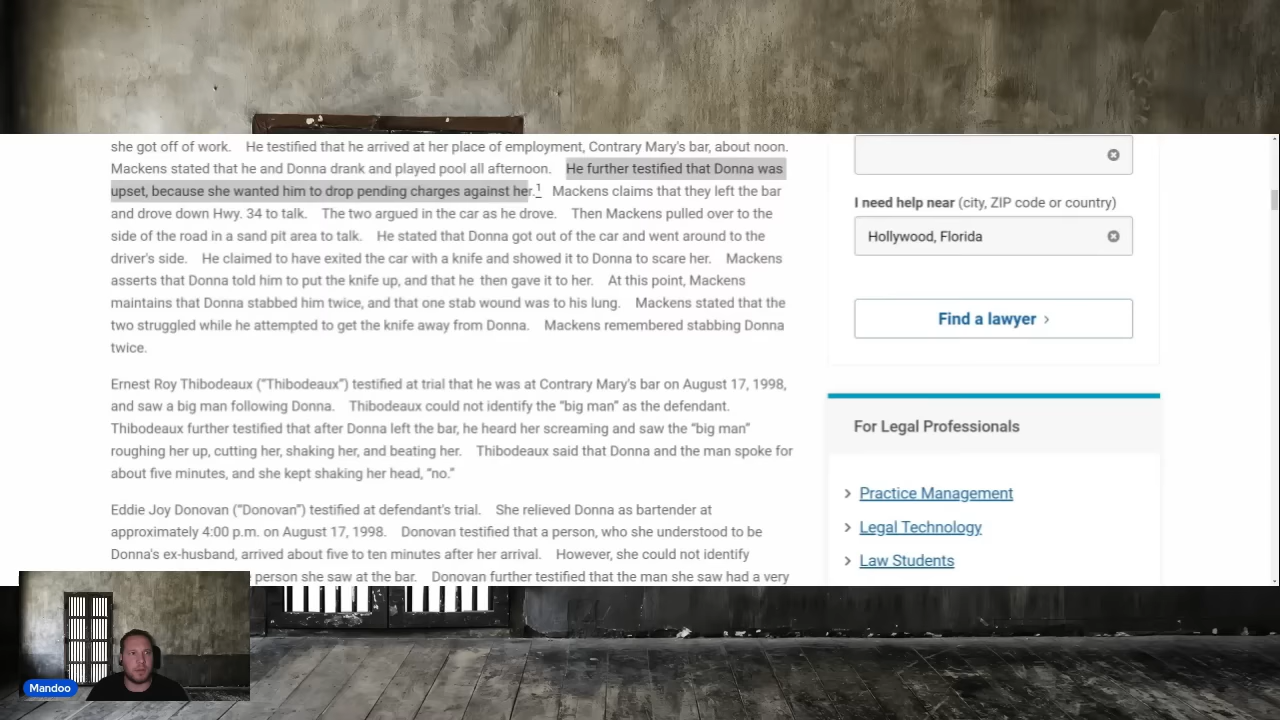 she got off of work. He testified that he arrived at her place of employment, Contrary Mary's bar, about noon.
Mackens stated that he and Donna drank and played pool all afternoon. He further testified that Donna was
upset, because she wanted him to drop pending charges against her.1 Mackens claims that they left the bar
and drove down Hwy. 34 to talk. The two argued in the car as he drove. Then Mackens pulled over to the
side of the road in a sand pit area to talk. He stated that Donna got out of the car and went around to the
driver's side. He claimed to have exited the car with a knife and showed it to Donna to scare her. Mackens
asserts that Donna told him to put the knife up, and that he then gave it to her. At this point, Mackens
maintains that Donna stabbed him twice, and that one stab wound was to his lung. Mackens stated that the
two struggled while he attempted to get the knife away from Donna. Mackens remembered stabbing Donna
twice.
Ernest Roy Thibodeaux ("Thibodeaux") testified at trial that he was at Contrary Mary's bar on August 17, 1998,
and saw a big man following Donna. Thibodeaux could not identify the "big man" as the defendant.
Thibodeaux further testified that after Donna left the bar, he heard her screaming and saw the "big man"
roughing her up, cutting her, shaking her, and beating her. Thibodeaux said that Donna and the man spoke for
about five minutes, and she kept shaking her head, "no."
Eddie Joy Donovan ("Donovan") testified at defendant's trial. She relieved Donna as bartender at
approximately 4:00 p.m. on August 17, 1998. Donovan testified that a person, who she understood to be
Donna's ex-husband, arrived about five to ten minutes after her arrival. However, she could not identify
person she saw at the bar. Donovan further testified that the man she saw had a very
I need help near (city, ZIP code or country)
Hollywood, Florida
Find a lawyer ›
For Legal Professionals
Practice Management
Legal Technology
Law Students
Mandoo